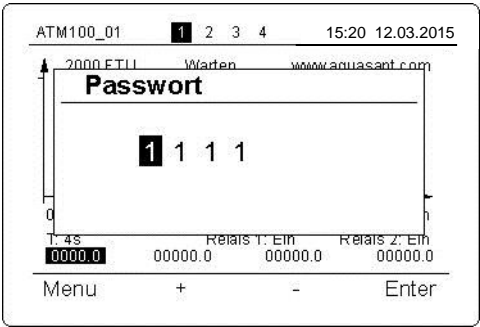 ATM100_01 1 2 3 4 15:20 12.03.2015
2000 FTU Warten www.aquasant.com
Passwort
1 1 1 1
T: 4s Relais 1: Ein Relais 2: Ein
0000.0 00000.0 00000.0 00000.0
Menu + - Enter